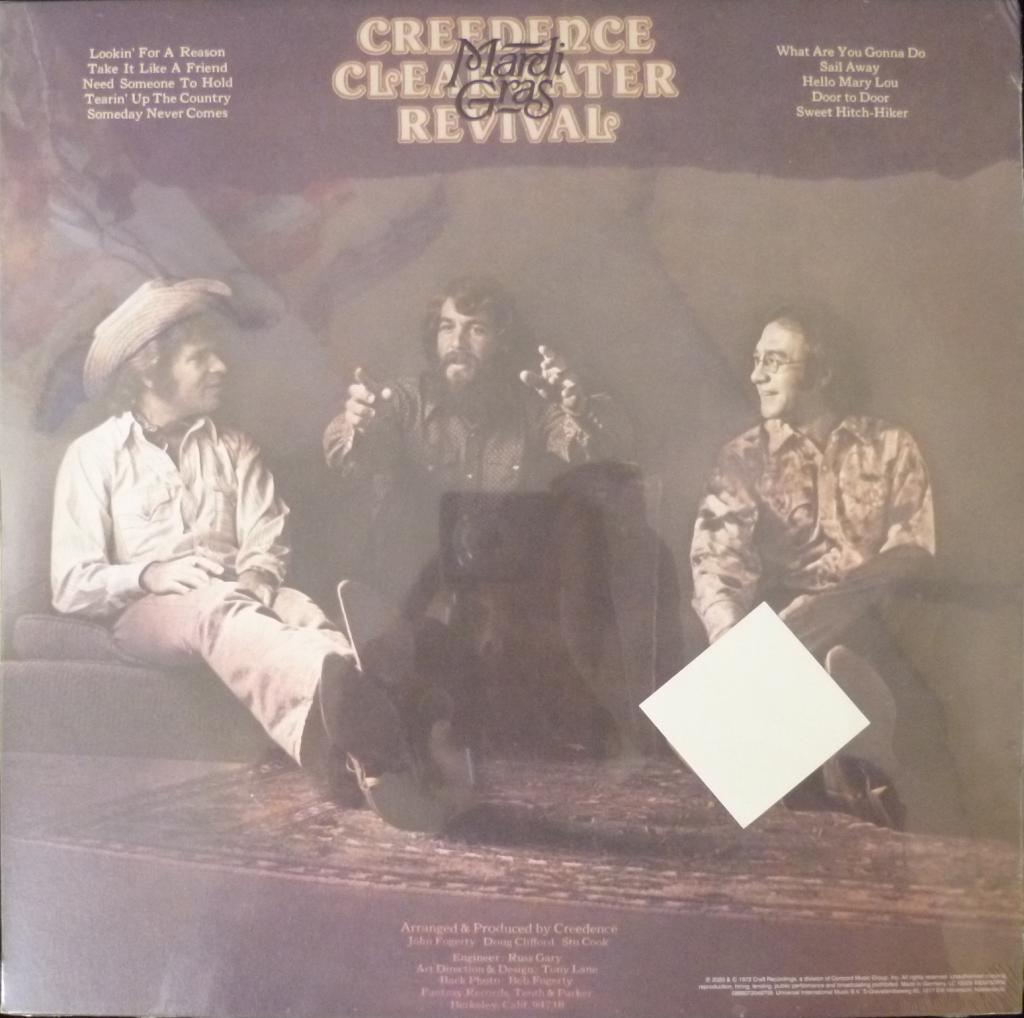 Lookin' For A Reason
Take It Like A Friend
Need Someone To Hold
Tearin' Up The Country
Someday Never Comes
CREEDENCE
CLEARWATER
REVIVAL
Mardi
Gras
What Are You Gonna Do
Sail Away
Hello Mary Lou
Door to Door
Sweet Hitch-Hiker
Arranged & Produced by Creedence
John Fogerty Doug Clifford Stu Cook
Engineer: Russ Gary
Art Direction & Design: Tony Lane
Back Photo: Bob Fogerty
Fantasy Records, Tenth & Parker
Berkeley, Calif. 94710